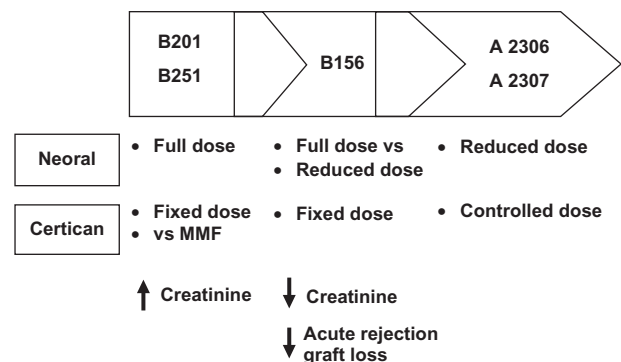 B201
B251
B156
A 2306
A 2307
Neoral
• Full dose
• Full dose vs
• Reduced dose
• Reduced dose
Certican
• Fixed dose
• vs MMF
• Fixed dose
• Controlled dose
↑ Creatinine
↓ Creatinine
↓ Acute rejection
graft loss